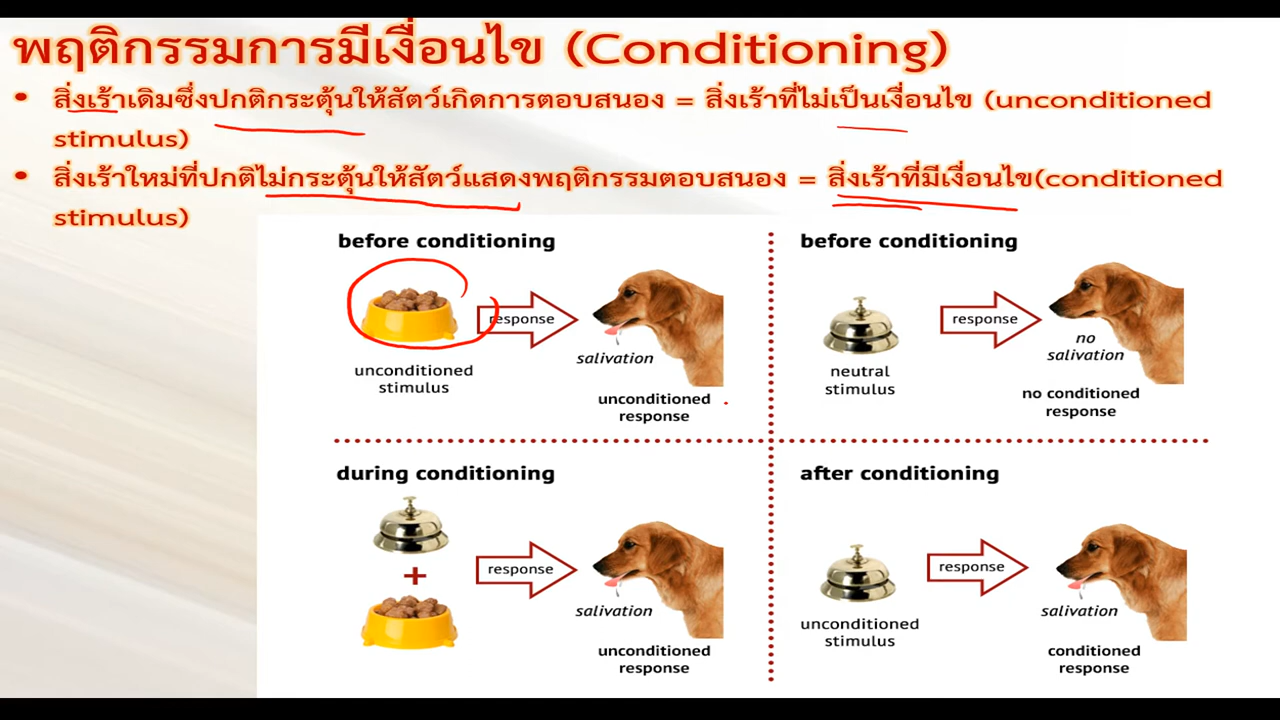 พฤติกรรมการมีเงื่อนไข (Conditioning)
• สิ่งเร้าเดิมซึ่งปกติกระตุ้นให้สัตว์เกิดการตอบสนอง = สิ่งเร้าที่ไม่เป็นเงื่อนไข (unconditioned
stimulus)
• สิ่งเร้าใหม่ที่ปกติไม่กระตุ้นให้สัตว์แสดงพฤติกรรมตอบสนอง = สิ่งเร้าที่มีเงื่อนไข(conditioned
stimulus)
before conditioning
response
salivation
unconditioned
stimulus
unconditioned
response
before conditioning
response
no
salivation
neutral
stimulus
no conditioned
response
during conditioning
+
response
salivation
unconditioned
response
after conditioning
response
salivation
unconditioned
stimulus
conditioned
response